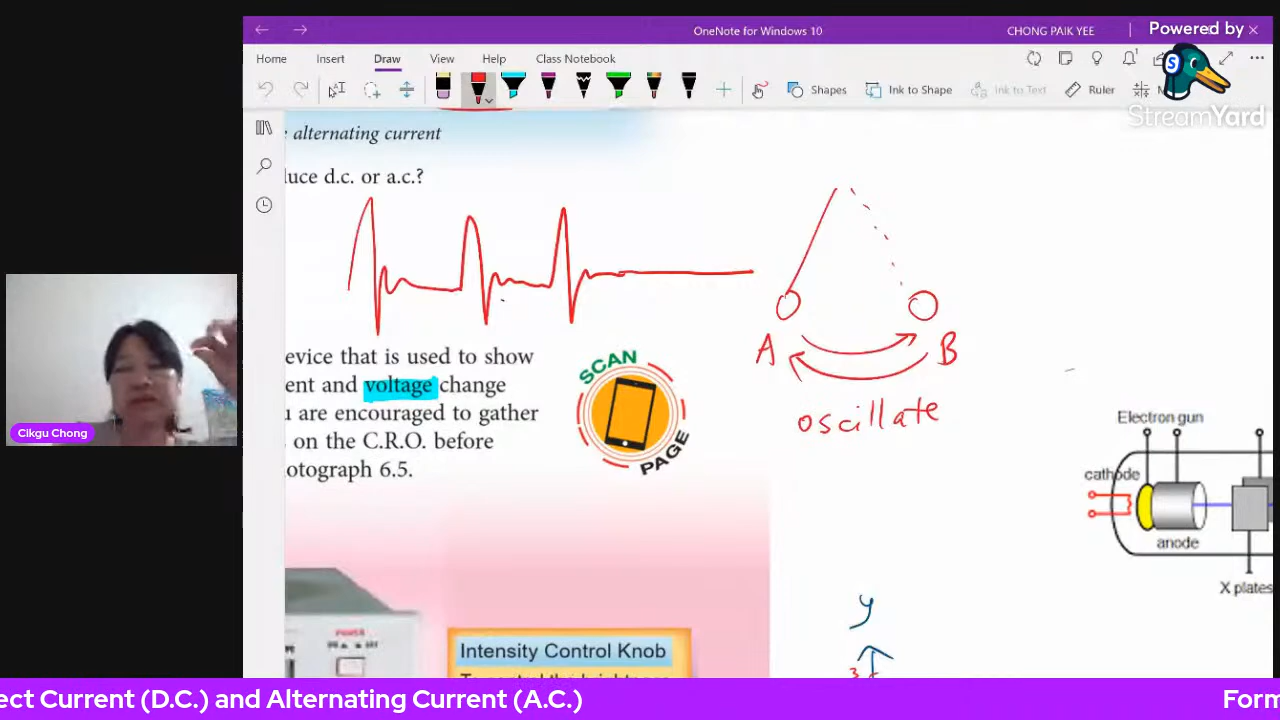 OneNote for Windows 10
CHONG PAIK YEE
Powered by
StreamYard
Home Insert Draw View Help Class Notebook
Shapes Ink to Shape Ink to Text Ruler
alternating current
luce d.c. or a.c.?
evice that is used to show
ent and voltage change
u are encouraged to gather
on the C.R.O. before
otograph 6.5.
SCAN
PAGE
A B
oscillate
Electron gun
cathode
anode
X plates
y
POWER
Intensity Control Knob
Cikgu Chong
ect Current (D.C.) and Alternating Current (A.C.)
Form